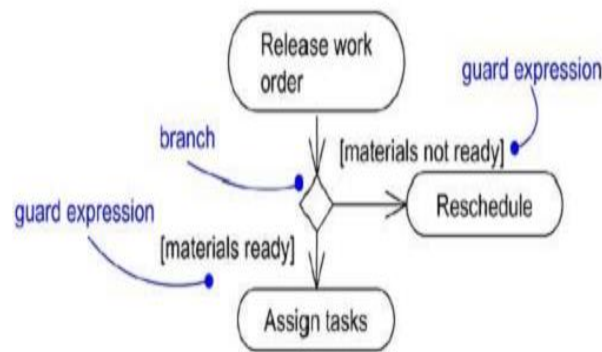 Release work
order
guard expression
branch
[materials not ready]
Reschedule
guard expression
[materials ready]
Assign tasks